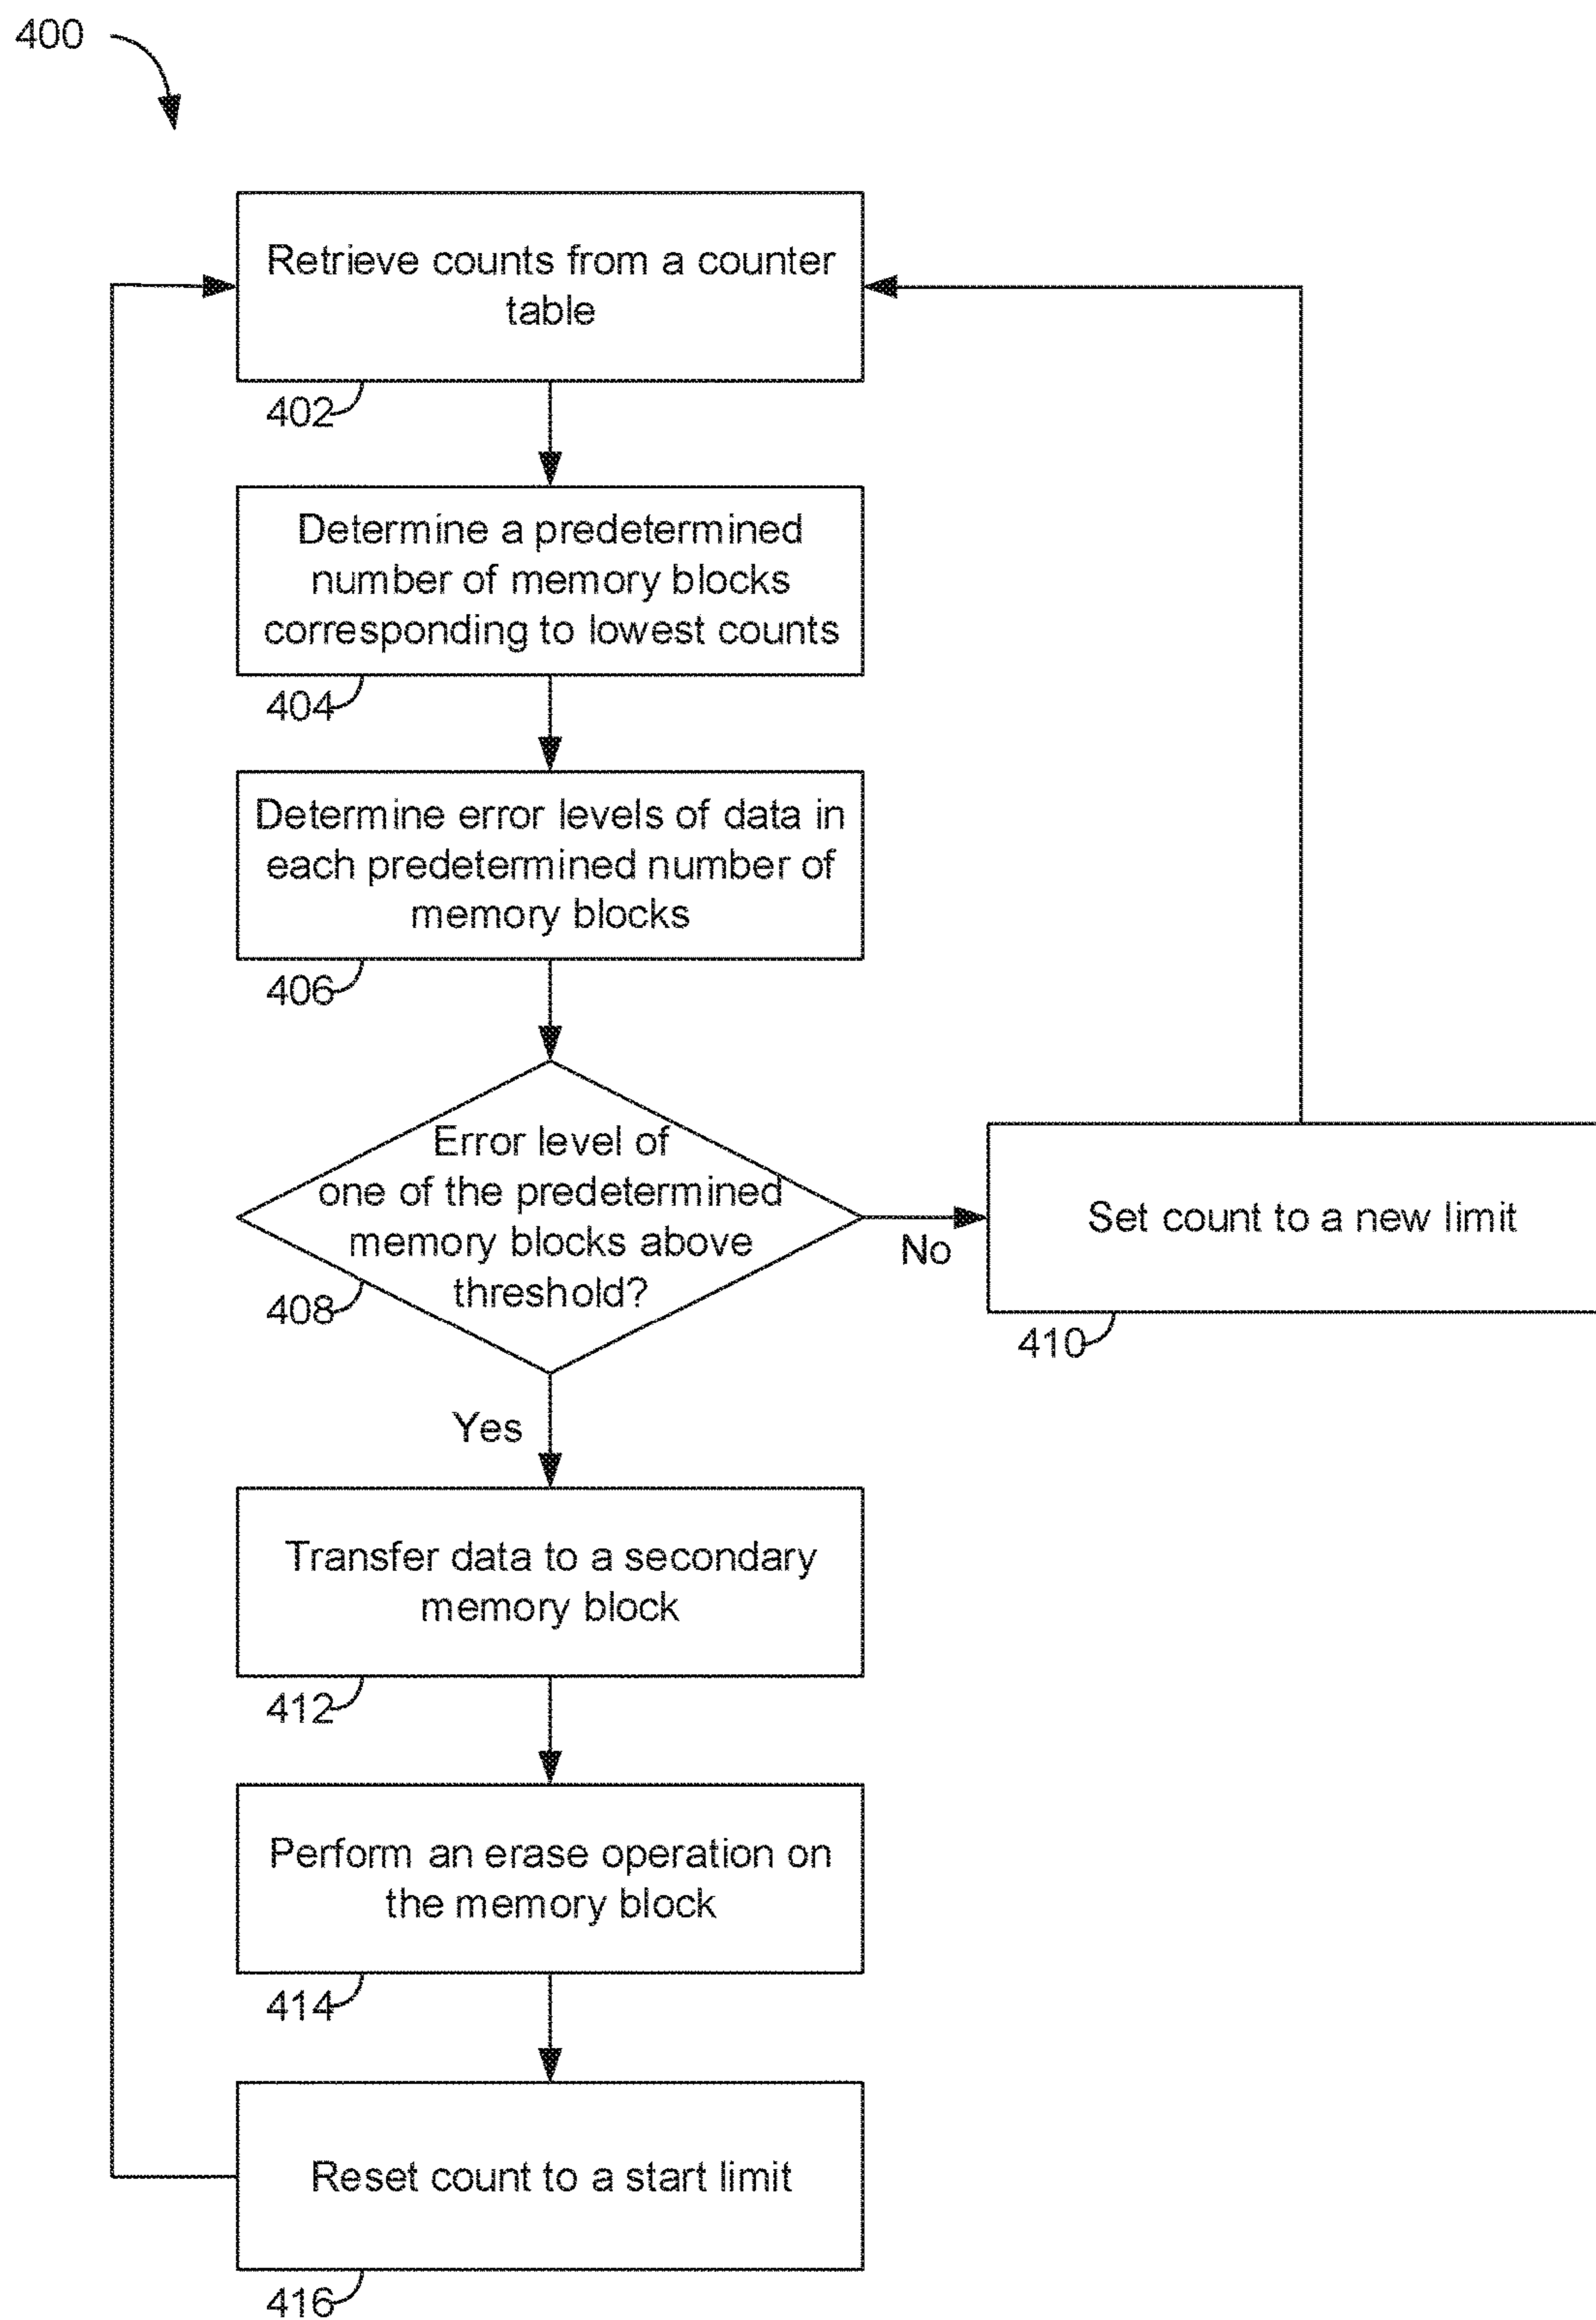 400
Retrieve counts from a counter
table
402
Determine a predetermined
number of memory blocks
corresponding to lowest counts
404
Determine error levels of data in
each predetermined number of
memory blocks
406
Error level of
one of the predetermined
memory blocks above
threshold?
408
No
Set count to a new limit
410
Yes
Transfer data to a secondary
memory block
412
Perform an erase operation on
the memory block
414
Reset count to a start limit
416